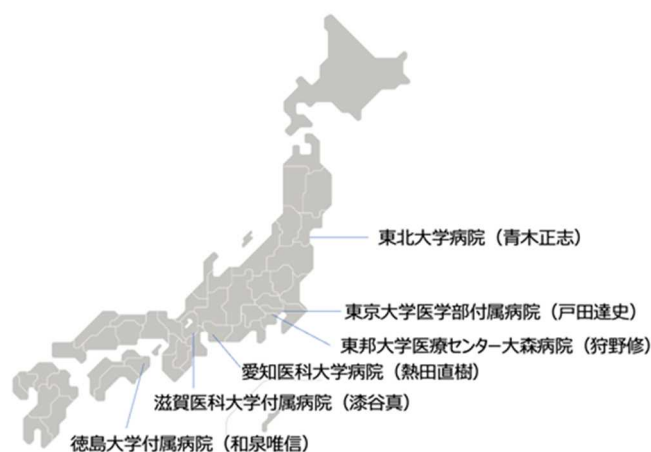 東北大学病院（青木正志）
東京大学医学部付属病院（戸田達史）
東邦大学医療センター大森病院（狩野修）
愛知医科大学病院（熱田直樹）
滋賀医科大学付属病院（漆谷真）
徳島大学付属病院（和泉唯信）